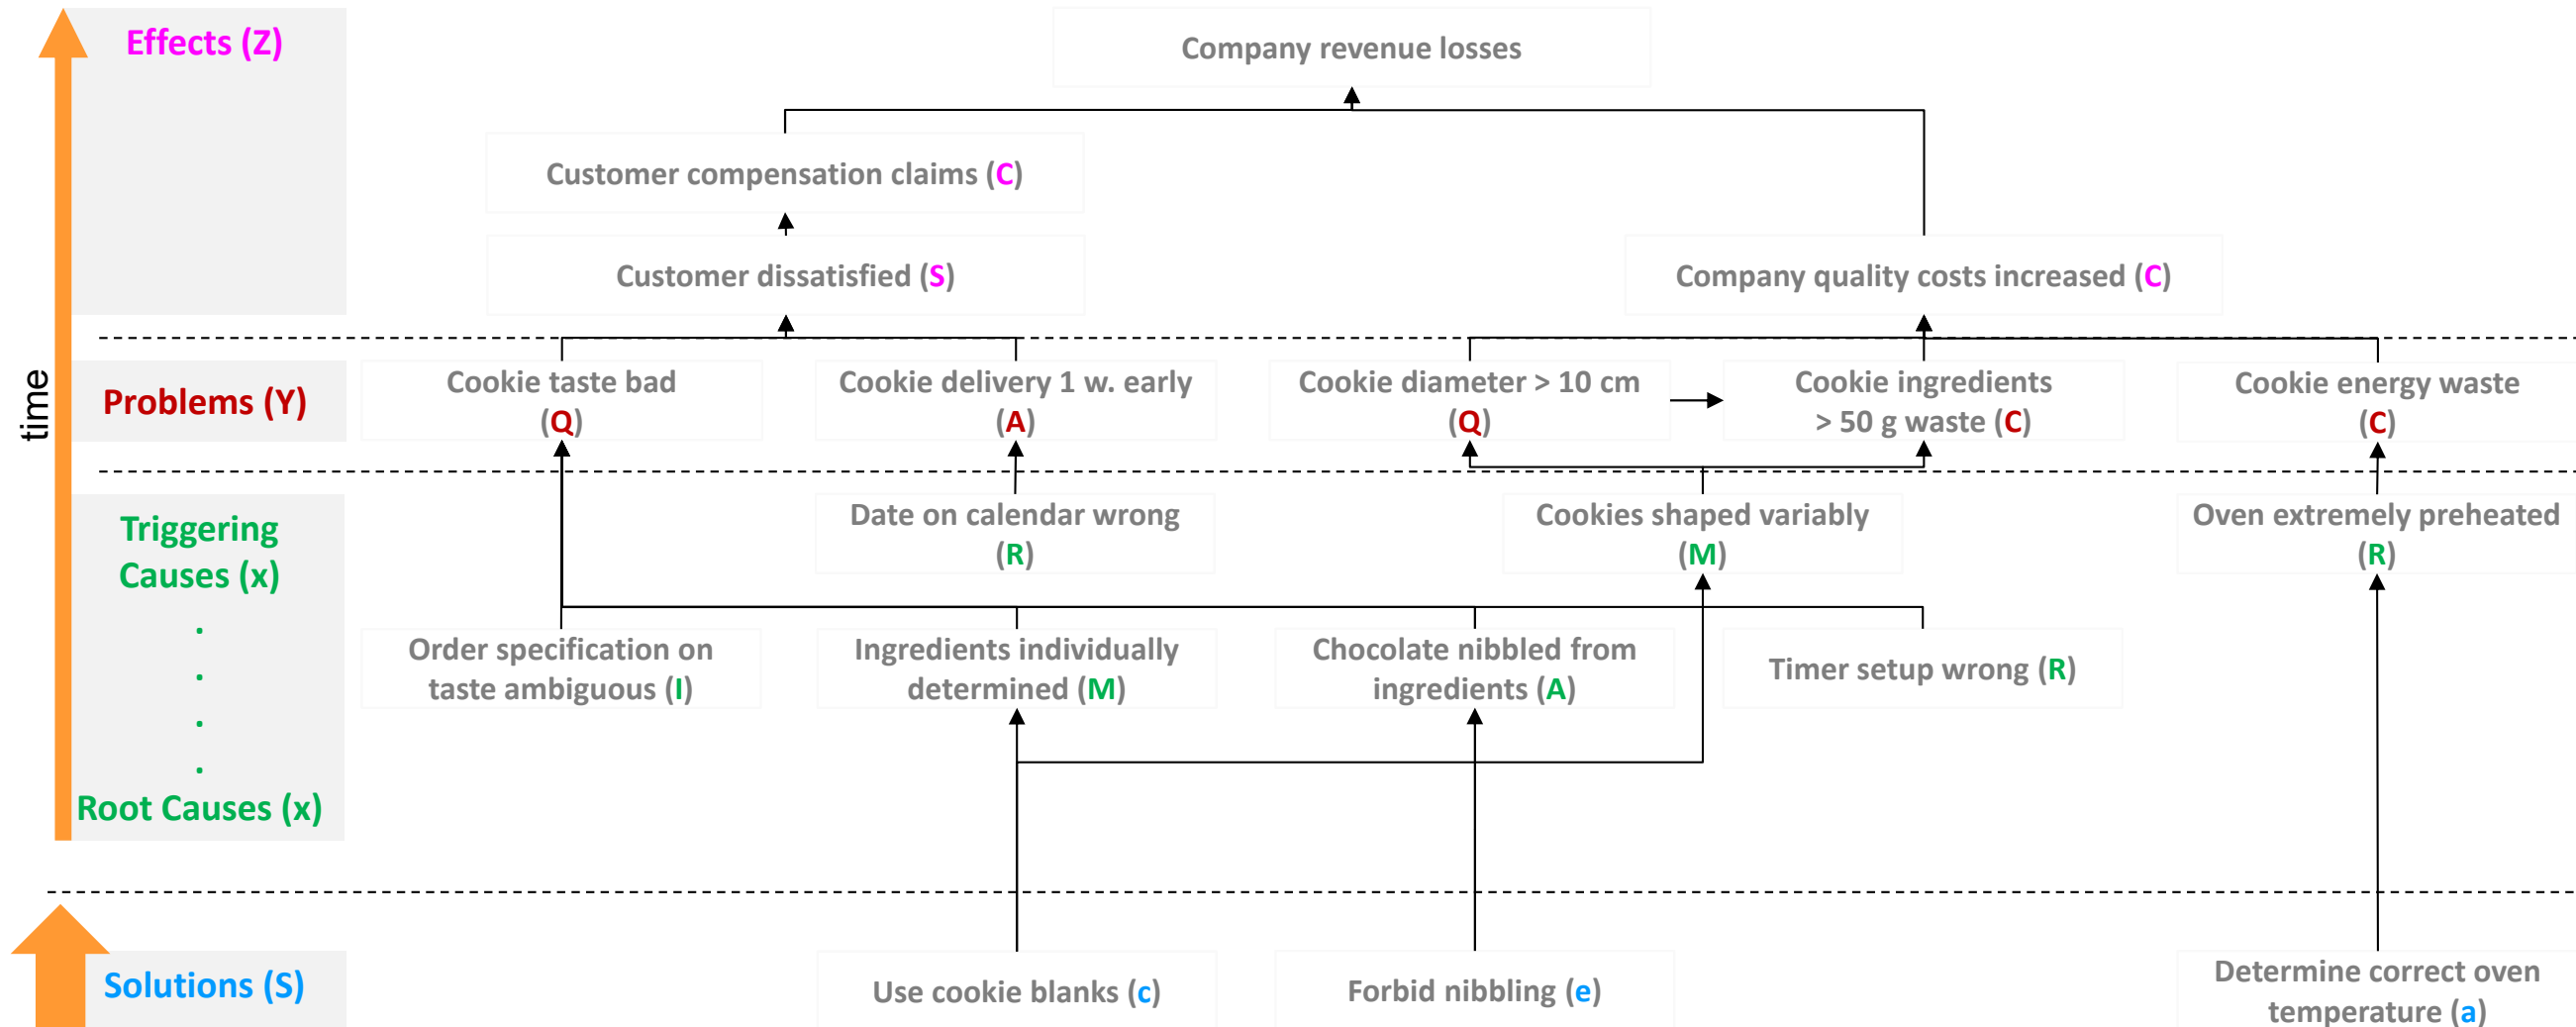 Effects (Z)
Company revenue losses
Customer compensation claims (C)
Customer dissatisfied (S)
Company quality costs increased (C)
time
Problems (Y)
Cookie taste bad
(Q)
Cookie delivery 1 w. early
(A)
Cookie diameter > 10 cm
(Q)
Cookie ingredients
> 50 g waste (C)
Cookie energy waste
(C)
Triggering
Causes (x)
.
.
.
.
Root Causes (x)
Date on calendar wrong
(R)
Cookies shaped variably
(M)
Oven extremely preheated
(R)
Order specification on
taste ambiguous (I)
Ingredients individually
determined (M)
Chocolate nibbled from
ingredients (A)
Timer setup wrong (R)
Solutions (S)
Use cookie blanks (c)
Forbid nibbling (e)
Determine correct oven
temperature (a)